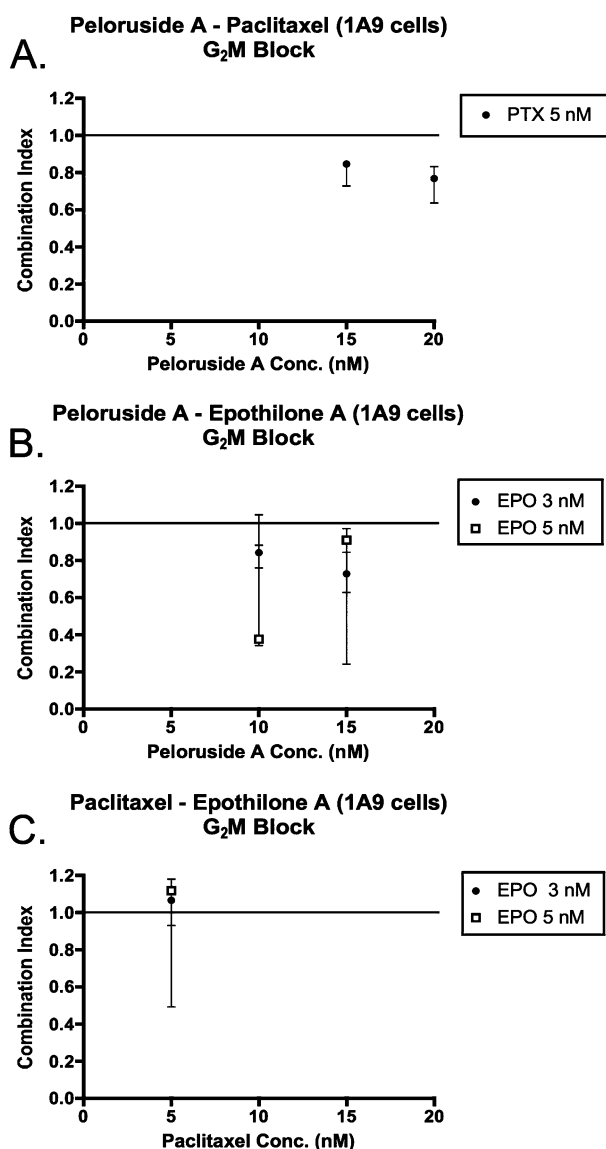 A.
Peloruside A - Paclitaxel (1A9 cells)
G₂M Block
PTX 5 nM
Combination Index
1.2
1.0
0.8
0.6
0.4
0.2
0.0
0 5 10 15 20
Peloruside A Conc. (nM)
B.
Peloruside A - Epothilone A (1A9 cells)
G₂M Block
EPO 3 nM
EPO 5 nM
Combination Index
1.2
1.0
0.8
0.6
0.4
0.2
0.0
0 5 10 15 20
Peloruside A Conc. (nM)
C.
Paclitaxel - Epothilone A (1A9 cells)
G₂M Block
EPO 3 nM
EPO 5 nM
Combination Index
1.2
1.0
0.8
0.6
0.4
0.2
0.0
0 5 10 15 20
Paclitaxel Conc. (nM)